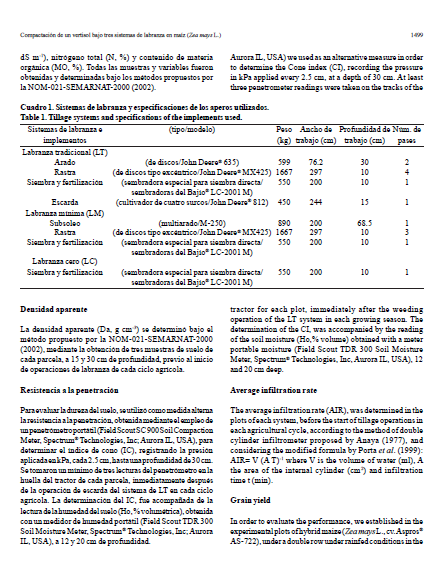 Compactación de un vertisol bajo tres sistemas de labranza en maíz (Zea mays L.)
1499
dS m⁻¹), nitrógeno total (N, %) y contenido de materia
orgánica (MO, %). Todas las muestras y variables fueron
obtenidas y determinadas bajo los métodos propuestos por
la NOM-021-SEMARNAT-2000 (2002).
Aurora IL, USA) we used as an alternative measure in order
to determine the Cone index (CI), recording the pressure
in kPa applied every 2.5 cm, at a depth of 30 cm. At least
three penetrometer readings were taken on the tracks of the
Cuadro 1. Sistemas de labranza y especificaciones de los aperos utilizados.
Table 1. Tillage systems and specifications of the implements used.
Sistemas de labranza e (tipo/modelo) Peso Ancho de Profundidad de Num. de
implementos (kg) trabajo (cm) trabajo (cm) pases
Labranza tradicional (LT)
Arado (de discos/John Deere® 635) 599 76.2 30 2
Rastra (de discos tipo excéntrico/John Deere® MX425) 1667 297 10 4
Siembra y fertilización (sembradora especial para siembra directa/ 550 200 10 1
sembradoras del Bajío® LC-2001 M)
Escarda (cultivador de cuatro surcos/John Deere® 812) 450 244 15 1
Labranza mínima (LM)
Subsoleo (multiarado/M-250) 890 200 68.5 1
Rastra (de discos tipo excéntrico/John Deere® MX425) 1667 297 10 3
Siembra y fertilización (sembradora especial para siembra directa/ 550 200 10 1
sembradoras del Bajío® LC-2001 M)
Labranza cero (LC)
Siembra y fertilización (sembradora especial para siembra directa/ 550 200 10 1
sembradoras del Bajío® LC-2001 M)
Densidad aparente
La densidad aparente (Da, g cm⁻³) se determinó bajo el
método propuesto por la NOM-021-SEMARNAT-2000
(2002), mediante la obtención de tres muestras de suelo de
cada parcela, a 15 y 30 cm de profundidad, previo al inicio
de operaciones de labranza de cada ciclo agrícola.
Resistencia a la penetración
Para evaluar la dureza del suelo, se utilizó como medida alterna
la resistencia a la penetración, obtenida mediante el empleo de
un penetrómetro portátil (Field Scout SC 900 Soil Compaction
Meter, Spectrum® Technologies, Inc; Aurora IL, USA), para
determinar el índice de cono (IC), registrando la presión
aplicada en kPa, cada 2.5 cm, hasta una profundidad de 30 cm.
Se tomaron un mínimo de tres lecturas del penetrómetro en la
huella del tractor de cada parcela, inmediatamente después
de la operación de escarda del sistema de LT en cada ciclo
agrícola. La determinación del IC, fue acompañada de la
lectura de la humedad del suelo (Ho, % volumétrica), obtenida
con un medidor de humedad portátil (Field Scout TDR 300
Soil Moisture Meter, Spectrum® Technologies, Inc; Aurora
IL, USA), a 12 y 20 cm de profundidad.
tractor for each plot, immediately after the weeding
operation of the LT system in each growing season. The
determination of the CI, was accompanied by the reading
of the soil moisture (Ho,% volume) obtained with a meter
portable moisture (Field Scout TDR 300 Soil Moisture
Meter, Spectrum® Technologies, Inc, Aurora IL, USA), 12
and 20 cm deep.
Average infiltration rate
The average infiltration rate (AIR), was determined in the
plots of each system, before the start of tillage operations in
each agricultural cycle, according to the method of double
cylinder infiltrometer proposed by Anaya (1977), and
considering the modified formula by Porta et al. (1999):
AIR= V (A T)⁻¹ where V is the volume of water (ml), A
the area of the internal cylinder (cm²) and infiltration
time t (min).
Grain yield
In order to evaluate the performance, we established in the
experimental plots of hybrid maize (Zea mays L., cv. Aspros®
AS-722), under a double row under rainfed conditions in the